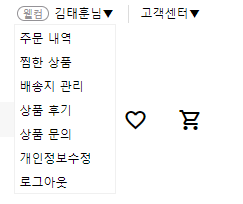 웰컴 김태훈님▼ 고객센터▼
주문 내역
찜한 상품
배송지 관리
상품 후기
상품 문의
개인정보수정
로그아웃